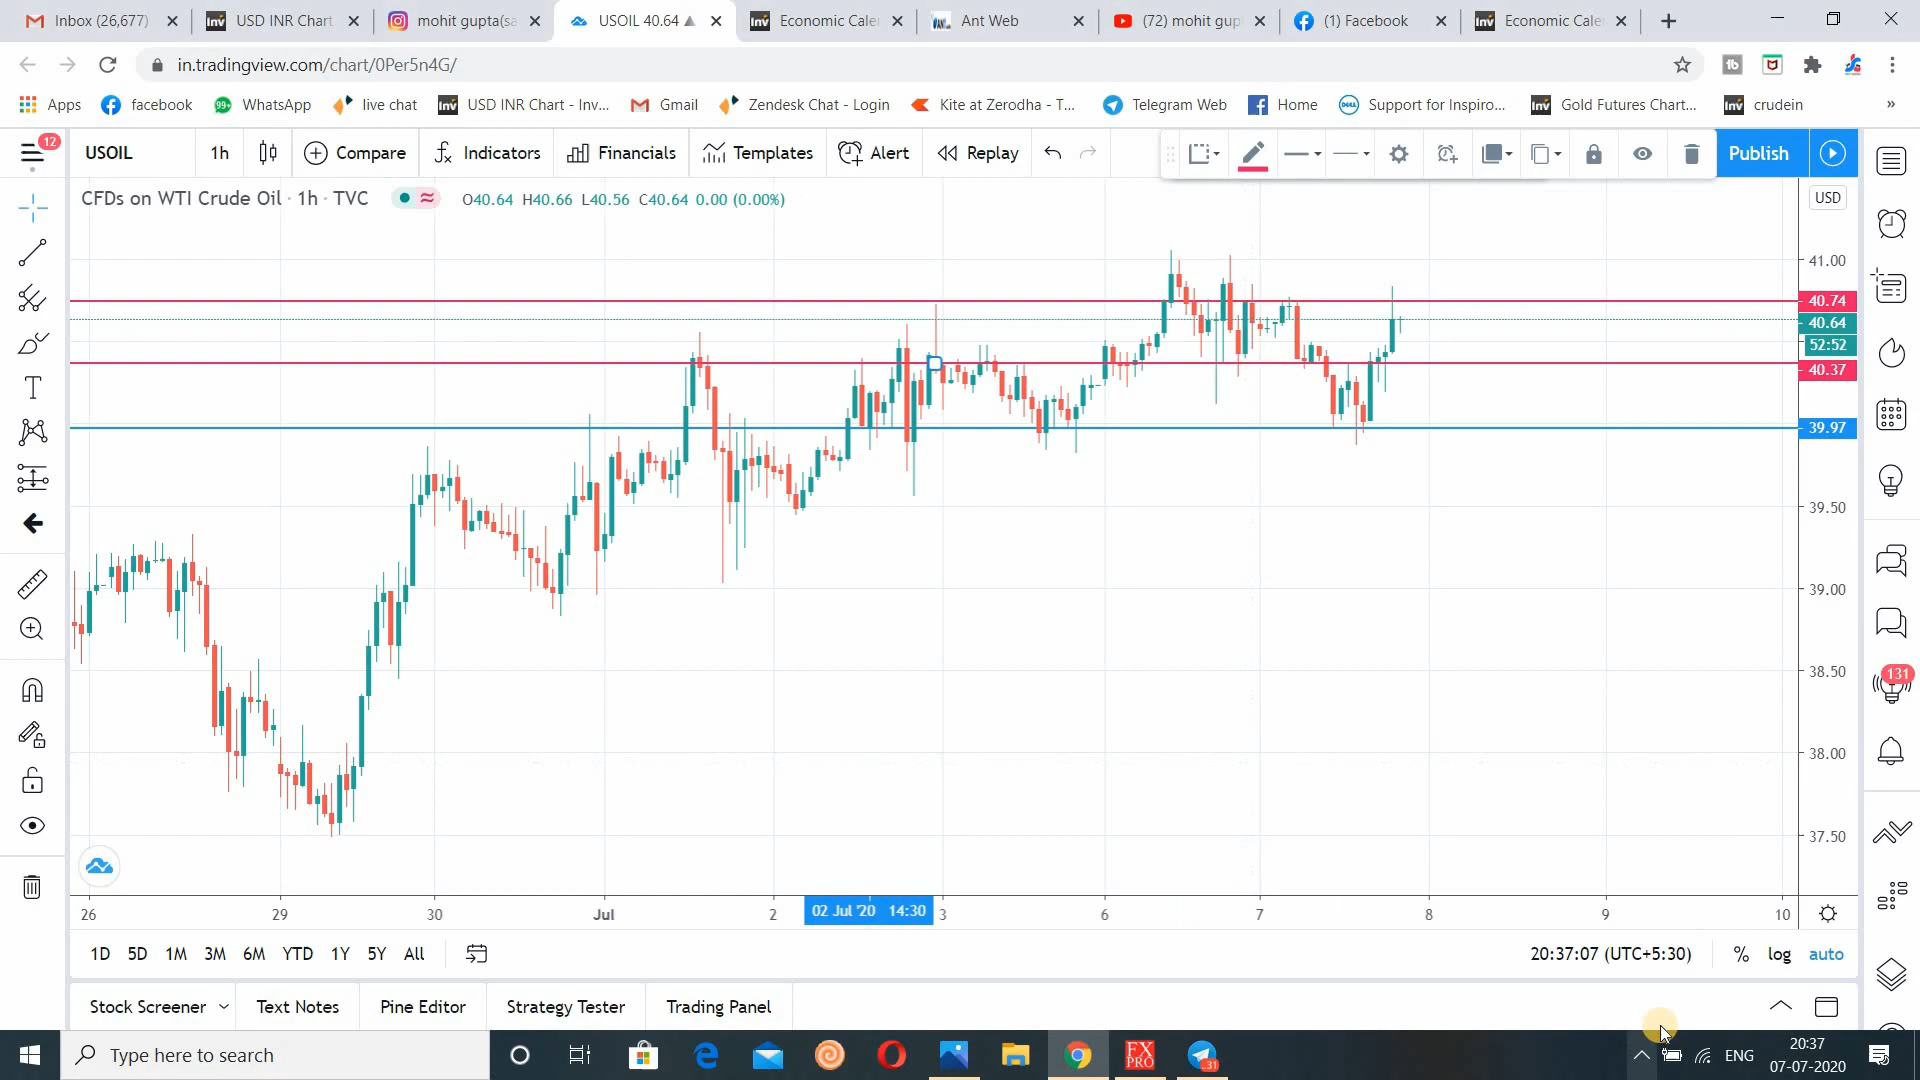 Inbox (26,677)
USD INR Chart
mohit gupta(sa
USOIL 40.64 ▲
Economic Cale
Ant Web
(72) mohit gup
(1) Facebook
Economic Cale
in.tradingview.com/chart/0Per5n4G/
Apps
facebook
WhatsApp
live chat
USD INR Chart - Inv...
Gmail
Zendesk Chat - Login
Kite at Zerodha - T...
Telegram Web
Home
Support for Inspiro...
Gold Futures Chart...
crudein
»
12
USOIL
1h
Compare
Indicators
Financials
Templates
Alert
Replay
Publish
CFDs on WTI Crude Oil · 1h · TVC
O40.64 H40.66 L40.56 C40.64 0.00 (0.00%)
USD
41.00
40.74
40.64
52:52
40.37
39.97
39.50
39.00
38.50
38.00
37.50
131
26
29
30
Jul
2
02 Jul '20 14:30
3
6
7
8
9
10
1D 5D 1M 3M 6M YTD 1Y 5Y All
20:37:07 (UTC+5:30)
% log auto
Stock Screener
Text Notes
Pine Editor
Strategy Tester
Trading Panel
Type here to search
FX
PRO
ENG
20:37
07-07-2020